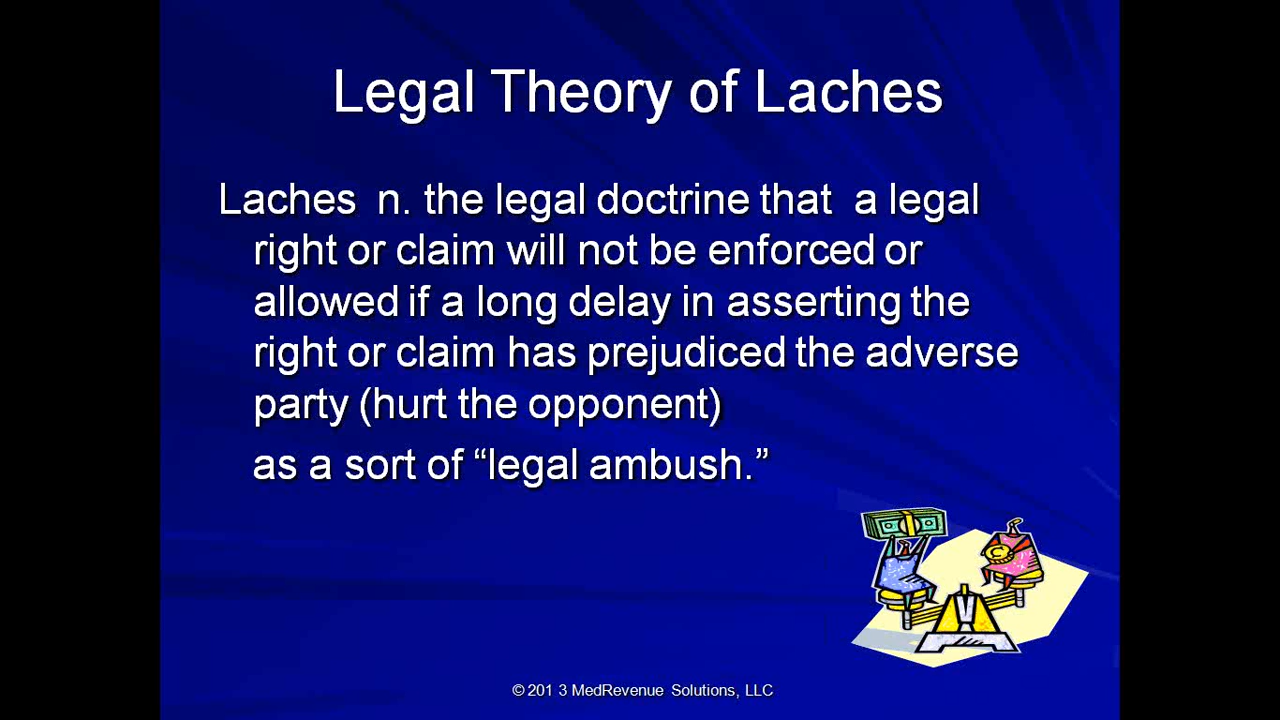 Legal Theory of Laches
Laches n. the legal doctrine that a legal
right or claim will not be enforced or
allowed if a long delay in asserting the
right or claim has prejudiced the adverse
party (hurt the opponent)
as a sort of “legal ambush.”
© 201 3 MedRevenue Solutions, LLC